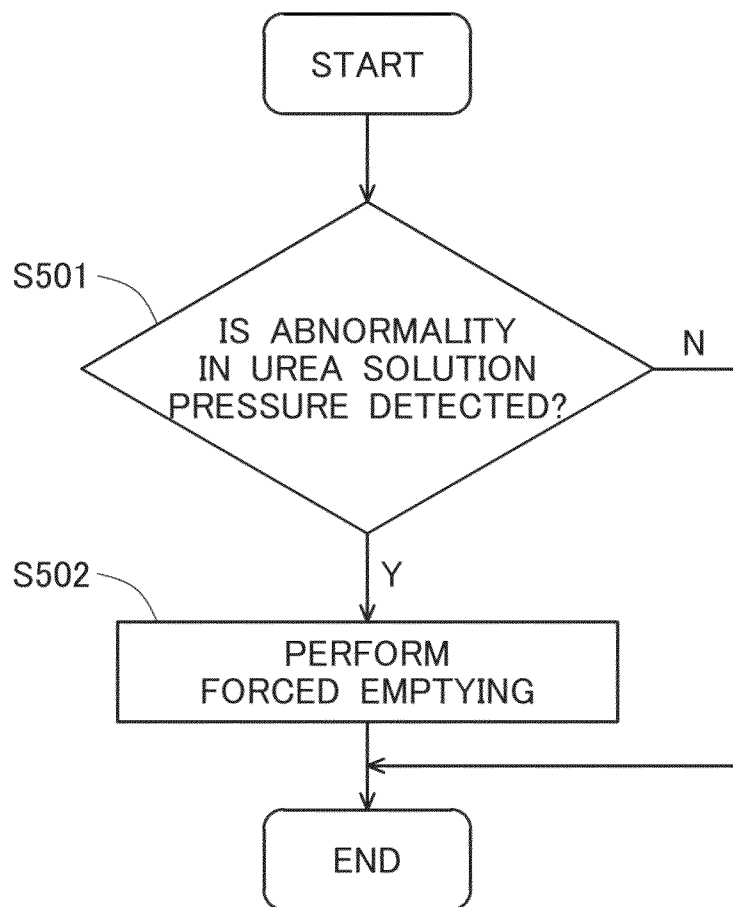 START
S501
IS ABNORMALITY
IN UREA SOLUTION
PRESSURE DETECTED?
N
Y
S502
PERFORM
FORCED EMPTYING
END